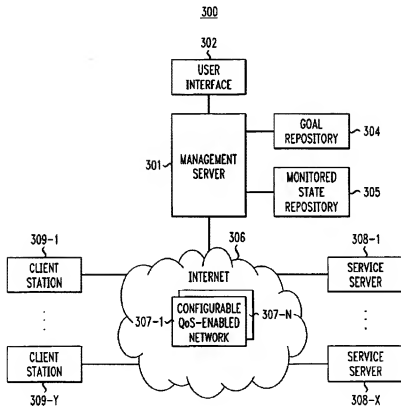 300
302
USER
INTERFACE
301
MANAGEMENT
SERVER
GOAL
REPOSITORY
304
MONITORED
STATE
REPOSITORY
305
306
309-1
CLIENT
STATION
INTERNET
308-1
SERVICE
SERVER
307-1
CONFIGURABLE
QoS-ENABLED
NETWORK
307-N
CLIENT
STATION
309-Y
SERVICE
SERVER
308-X